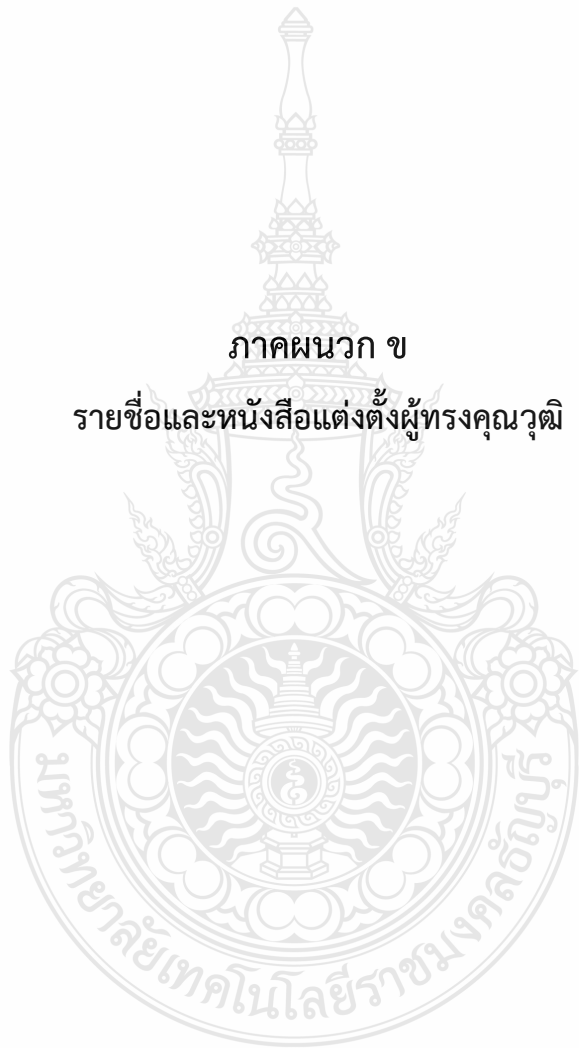 ภาคผนวก ข
รายชื่อและหนังสือแต่งตั้งผู้ทรงคุณวุฒิ
มหาวิทยาลัยเทคโนโลยีราชมงคลธัญบุรี